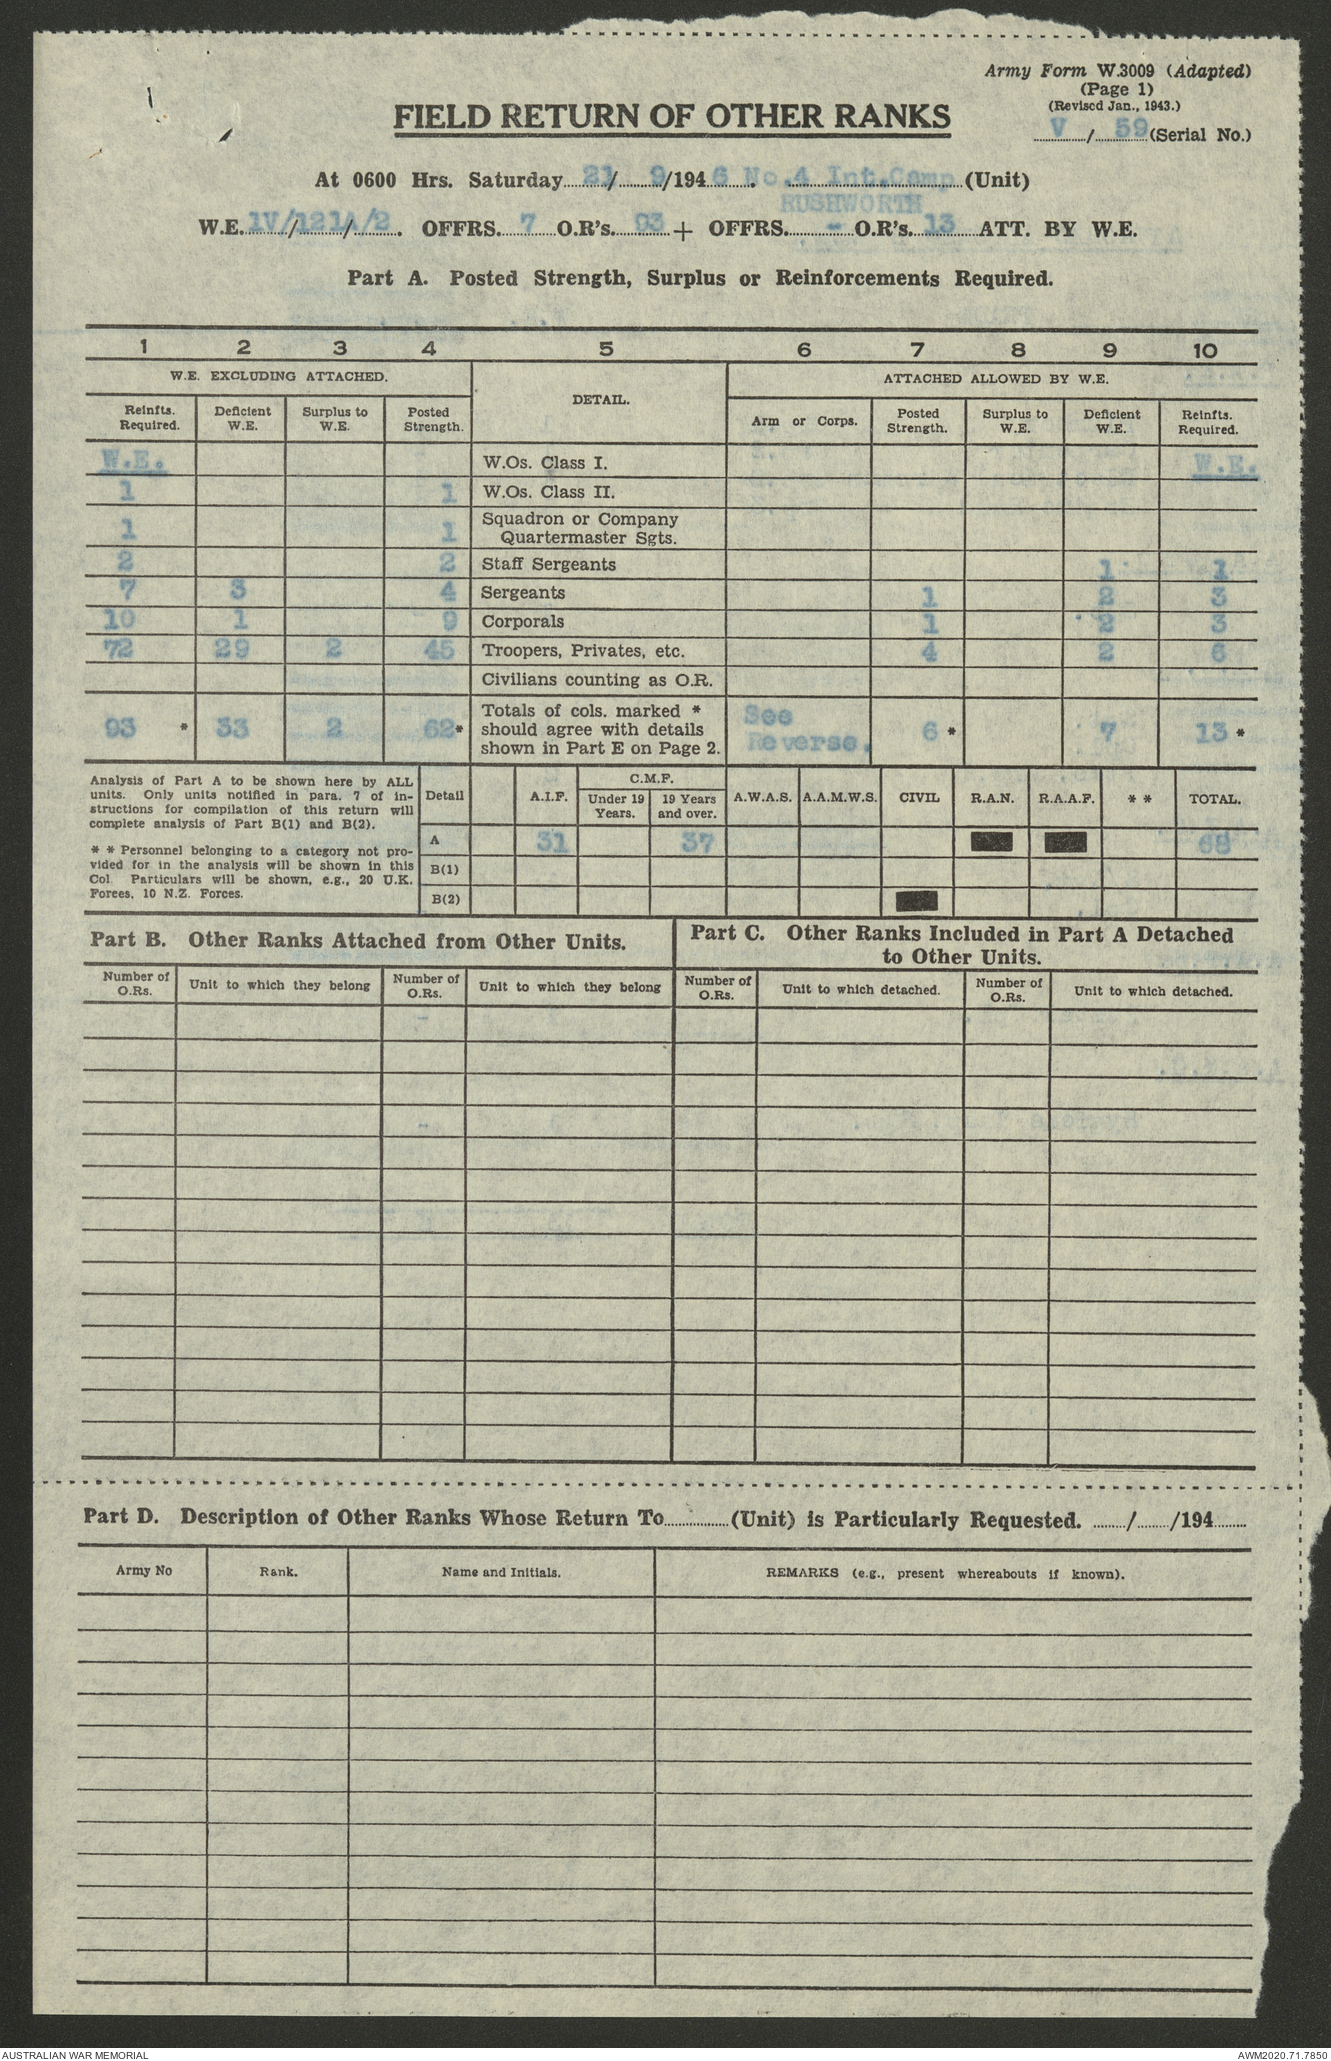 Army Form W.3009 (Adapted)
(Page 1)
(Revised Jan., 1943.)
FIELD RETURN OF OTHER RANKS
V / 59 (Serial No.)
At 0600 Hrs. Saturday 21/ 9/194 6 No.4 Int.Camp (Unit)
RUSHWORTH
W.E. 1V/121A/2. OFFRS. 7 O.R's. 93 + OFFRS. - O.R's. 13 ATT. BY W.E.
Part A. Posted Strength, Surplus or Reinforcements Required.
1 2 3 4 5 6 7 8 9 10
W.E. EXCLUDING ATTACHED. DETAIL. ATTACHED ALLOWED BY W.E.
Reinfts. Required. Deficient W.E. Surplus to W.E. Posted Strength. Arm or Corps. Posted Strength. Surplus to W.E. Deficient W.E. Reinfts. Required.
W.E. W.Os. Class I. W.E.
1 1 W.Os. Class II.
1 1 Squadron or Company
Quartermaster Sgts.
2 2 Staff Sergeants 1 1
7 3 4 Sergeants 1 2 3
10 1 9 Corporals 1 2 3
72 29 2 45 Troopers, Privates, etc. 4 2 6
Civilians counting as O.R.
93 * 33 2 62* Totals of cols. marked * should agree with details shown in Part E on Page 2. See Reverse. 6 * 7 13 *
Analysis of Part A to be shown here by ALL
units. Only units notified in para. 7 of in-
structions for compilation of this return will
complete analysis of Part B(1) and B(2).
* * Personnel belonging to a category not pro-
vided for in the analysis will be shown in this
Col. Particulars will be shown, e.g., 20 U.K.
Forces, 10 N.Z. Forces.
Detail A.I.F. C.M.F. Under 19 Years. 19 Years and over. A.W.A.S. A.A.M.W.S. CIVIL R.A.N. R.A.A.F. * * TOTAL.
A 31 37 68
B(1)
B(2)
Part B. Other Ranks Attached from Other Units.
Part C. Other Ranks Included in Part A Detached
to Other Units.
Number of O.Rs. Unit to which they belong Number of O.Rs. Unit to which they belong Number of O.Rs. Unit to which detached. Number of O.Rs. Unit to which detached.
Part D. Description of Other Ranks Whose Return To (Unit) is Particularly Requested. / /194
Army No Rank. Name and Initials. REMARKS (e.g., present whereabouts if known).
AUSTRALIAN WAR MEMORIAL
AWM2020.71.7850